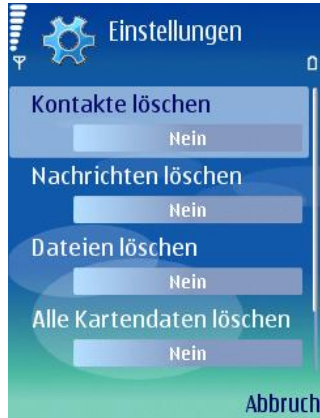 Einstellungen
Kontakte löschen
Nein
Nachrichten löschen
Nein
Dateien löschen
Nein
Alle Kartendaten löschen
Nein
Abbruch